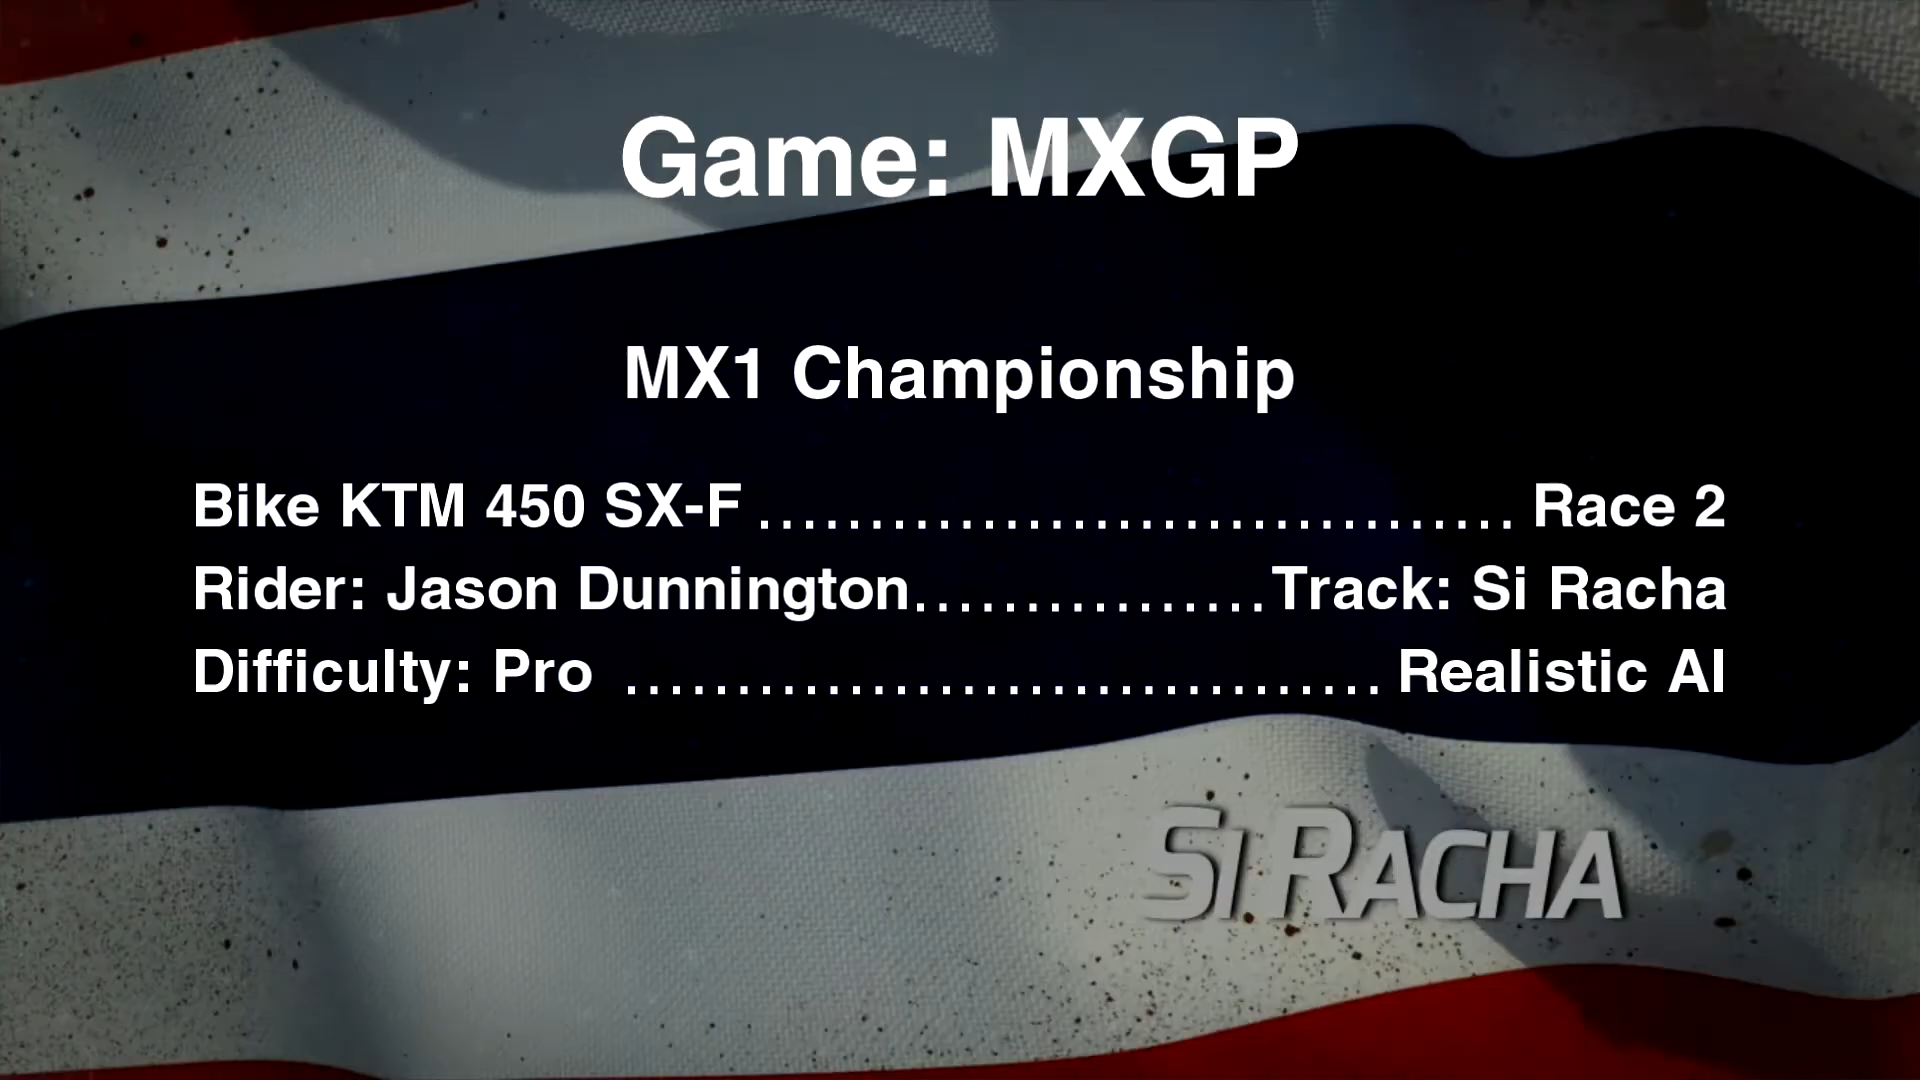 Game: MXGP
MX1 Championship
Bike KTM 450 SX-F .................................. Race 2
Rider: Jason Dunnington................Track: Si Racha
Difficulty: Pro .................................. Realistic AI
SI RACHA